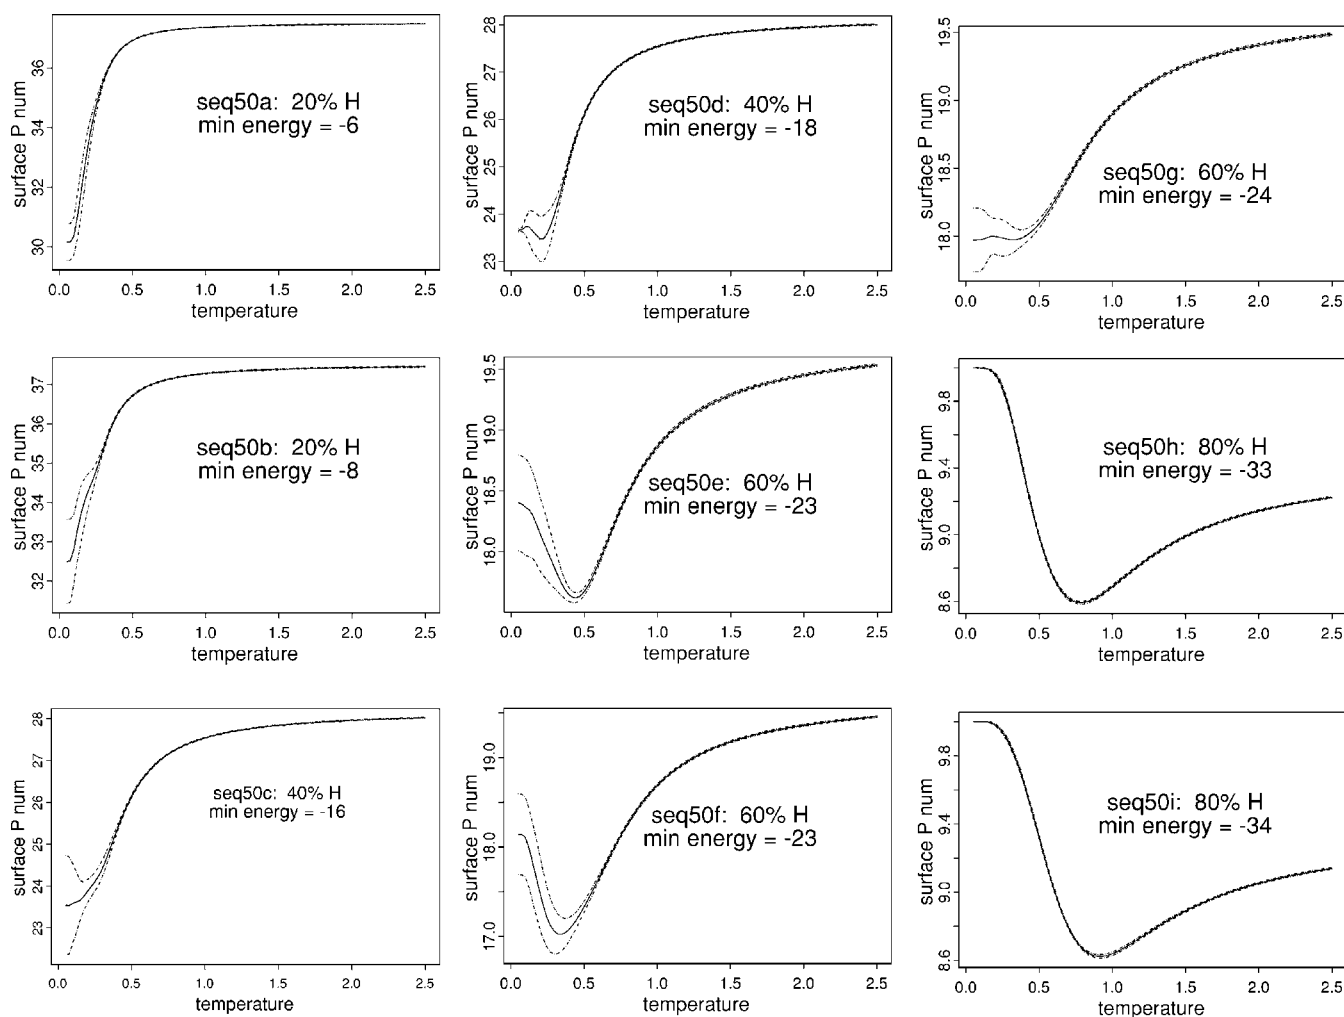 surface P num
36
34
32
30
seq50a: 20% H
min energy = -6
0.0 0.5 1.0 1.5 2.0 2.5
temperature
surface P num
28
27
26
25
24
23
seq50d: 40% H
min energy = -18
0.0 0.5 1.0 1.5 2.0 2.5
temperature
surface P num
19.5
19.0
18.5
18.0
seq50g: 60% H
min energy = -24
0.0 0.5 1.0 1.5 2.0 2.5
temperature
surface P num
37
36
35
34
33
32
seq50b: 20% H
min energy = -8
0.0 0.5 1.0 1.5 2.0 2.5
temperature
surface P num
19.5
19.0
18.5
18.0
seq50e: 60% H
min energy = -23
0.0 0.5 1.0 1.5 2.0 2.5
temperature
surface P num
9.8
9.4
9.0
8.6
seq50h: 80% H
min energy = -33
0.0 0.5 1.0 1.5 2.0 2.5
temperature
surface P num
28
27
26
25
24
23
seq50c: 40% H
min energy = -16
0.0 0.5 1.0 1.5 2.0 2.5
temperature
surface P num
19.0
18.0
17.0
seq50f: 60% H
min energy = -23
0.0 0.5 1.0 1.5 2.0 2.5
temperature
surface P num
9.8
9.4
9.0
8.6
seq50i: 80% H
min energy = -34
0.0 0.5 1.0 1.5 2.0 2.5
temperature